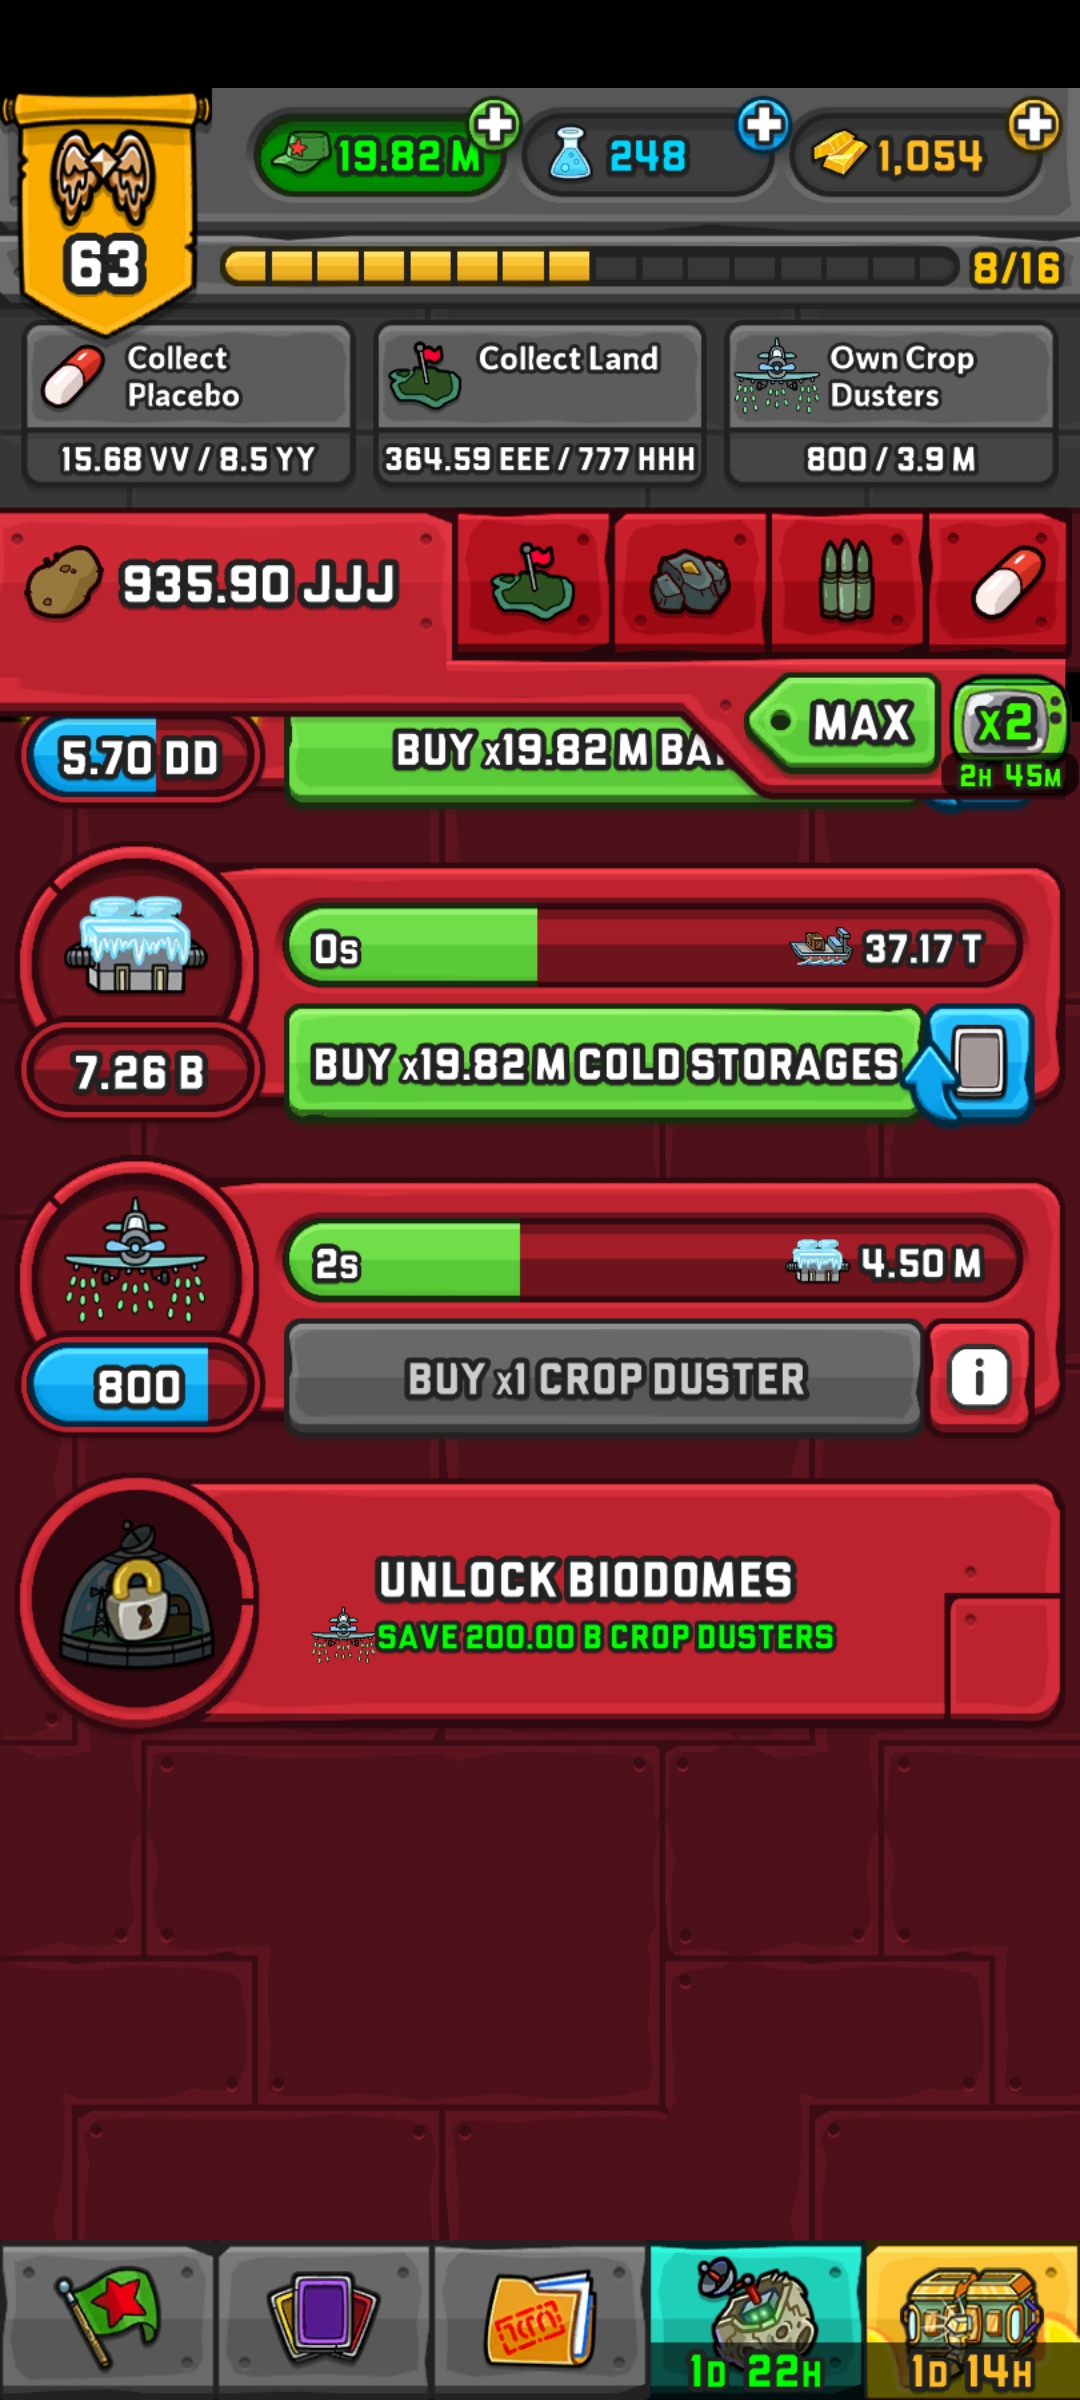 19.82 M
248
1,054
63
8/16
Collect
Placebo
15.68 VV / 8.5 YY
Collect Land
364.59 EEE / 777 HHH
Own Crop
Dusters
800 / 3.9 M
935.90 JJJ
MAX
X2
2H 45M
5.70 DD
BUY x19.82 M BA
0s
37.17 T
7.26 B
BUY x19.82 M COLD STORAGES
2s
4.50 M
800
BUY x1 CROP DUSTER
i
UNLOCK BIODOMES
SAVE 200.00 B CROP DUSTERS
1D 22H
1D 14H